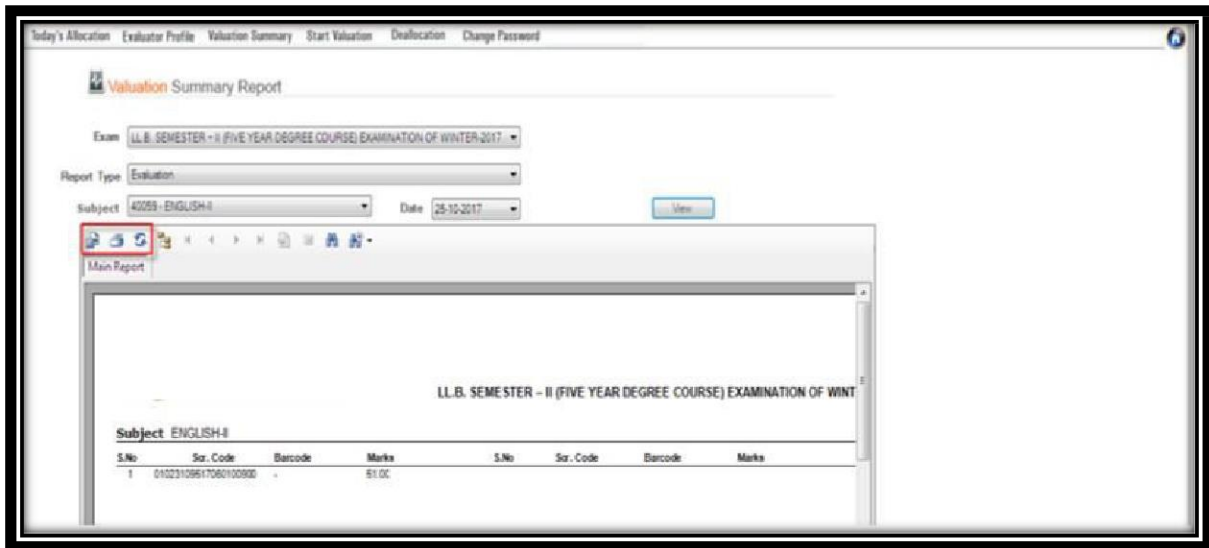 Today's Allocation Evaluator Profile Valuation Summary Start Valuation Deallocation Change Password
Valuation Summary Report
Exam LL.B. SEMESTER - II (FIVE YEAR DEGREE COURSE) EXAMINATION OF WINTER-2017
Report Type Evaluation
Subject 40059 - ENGLISH-II Date 25-10-2017 View
Main Report
LL.B. SEMESTER – II (FIVE YEAR DEGREE COURSE) EXAMINATION OF WINT
Subject ENGLISH-II
S.No Scr. Code Barcode Marks S.No Scr. Code Barcode Marks
1 - 51.00